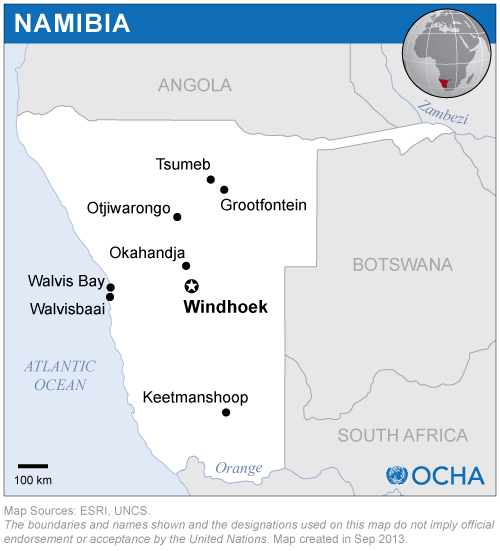 NAMIBIA
ANGOLA
Zambezi
Tsumeb
Grootfontein
Otjiwarongo
Okahandja
BOTSWANA
Walvis Bay
Walvisbaai
Windhoek
ATLANTIC
OCEAN
Keetmanshoop
SOUTH AFRICA
Orange
100 km
OCHA
Map Sources: ESRI, UNCS.
The boundaries and names shown and the designations used on this map do not imply official
endorsement or acceptance by the United Nations. Map created in Sep 2013.